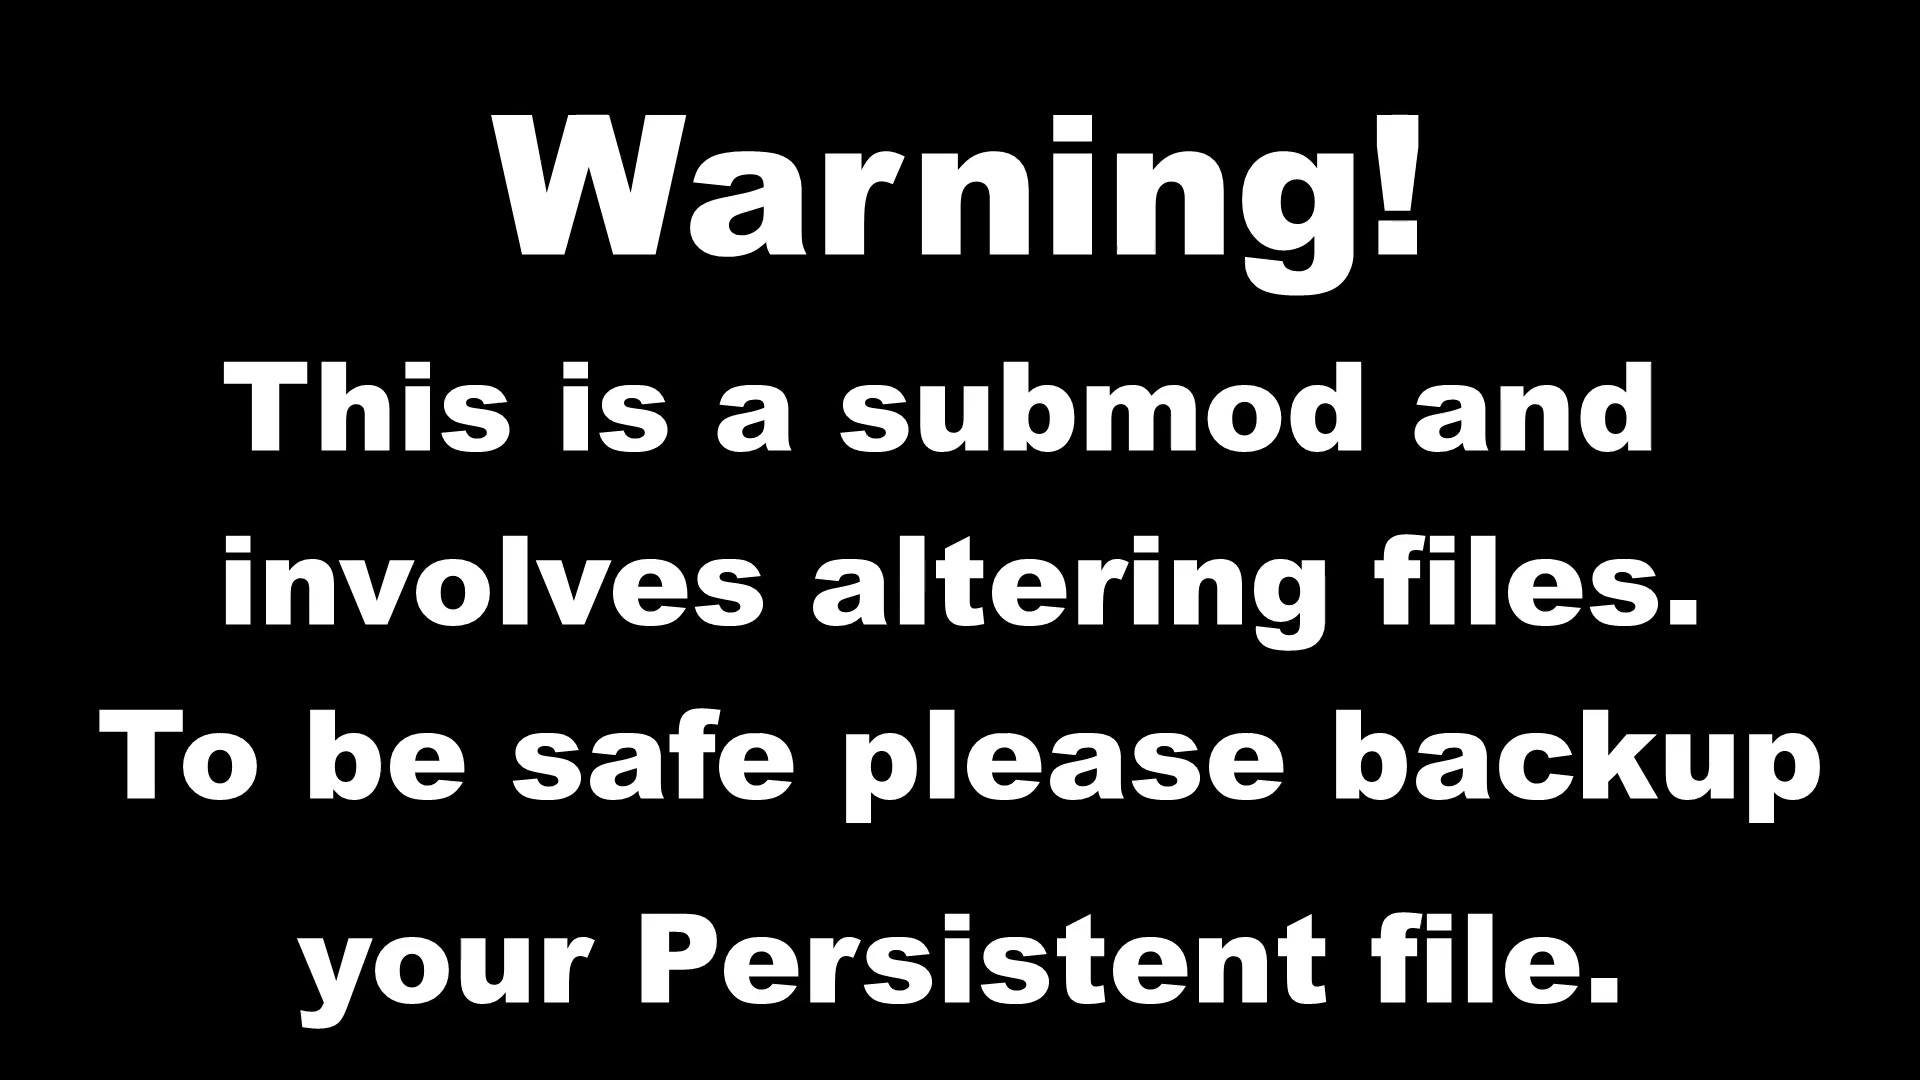 Warning!
This is a submod and
involves altering files.
To be safe please backup
your Persistent file.